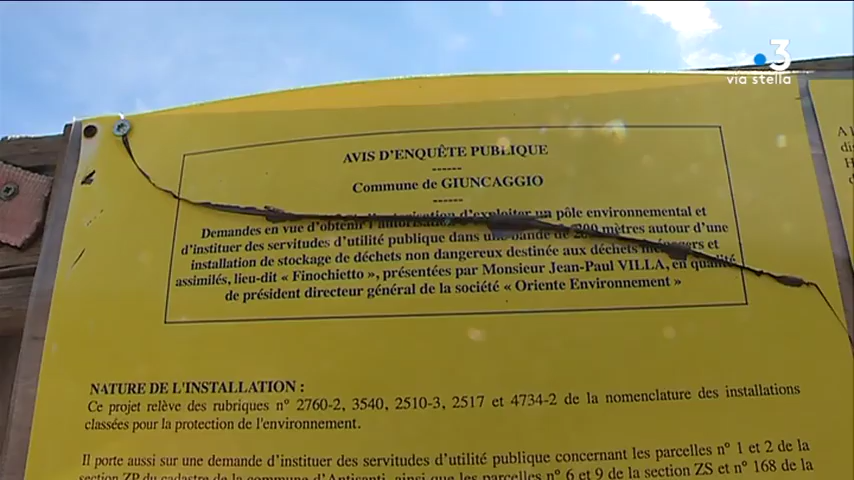 3
via stella
AVIS D'ENQUÊTE PUBLIQUE
------
Commune de GIUNCAGGIO
------
Demandes en vue d'obtenir l'autorisation d'exploiter un pôle environnemental et
d'instituer des servitudes d'utilité publique dans une bande de 200 mètres autour d'une
installation de stockage de déchets non dangereux destinée aux déchets ménagers et
assimilés, lieu-dit « Finochietto », présentées par Monsieur Jean-Paul VILLA, en qualité
de président directeur général de la société « Oriente Environnement »
NATURE DE L'INSTALLATION :
Ce projet relève des rubriques n° 2760-2, 3540, 2510-3, 2517 et 4734-2 de la nomenclature des installations
classées pour la protection de l'environnement.
Il porte aussi sur une demande d'instituer des servitudes d'utilité publique concernant les parcelles n° 1 et 2 de la
section ZP du cadastre de la commune d'Antisanti, ainsi que les parcelles n° 6 et 9 de la section ZS et n° 168 de la